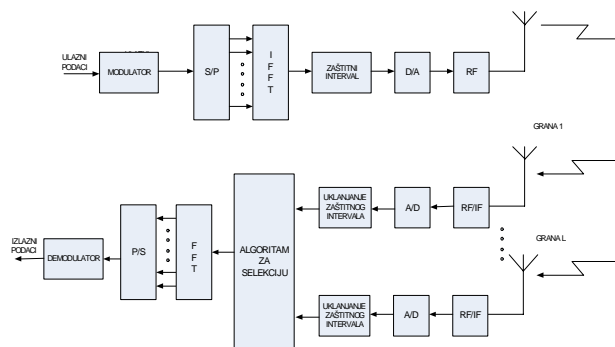 ULAZNI
PODACI
MODULATOR
S/P
I
F
F
T
ZAŠTITNI
INTERVAL
D/A
RF
GRANA 1
UKLANJANJE
ZAŠTITNOG
INTERVALA
A/D
RF/IF
GRANA L
IZLAZNI
PODACI
DEMODULATOR
P/S
F
F
T
ALGORITAM
ZA
SELEKCIJU
UKLANJANJE
ZAŠTITNOG
INTERVALA
A/D
RF/IF